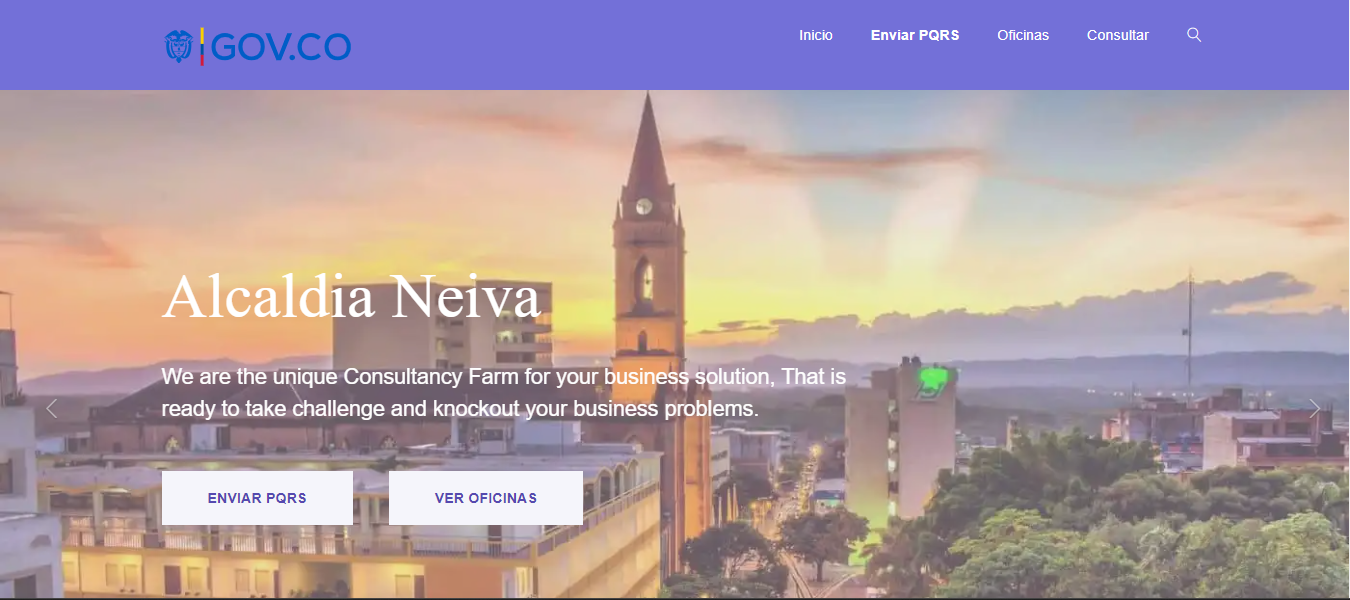 GOV.CO
Inicio Enviar PQRS Oficinas Consultar
Alcaldia Neiva
We are the unique Consultancy Farm for your business solution, That is
ready to take challenge and knockout your business problems.
ENVIAR PQRS VER OFICINAS